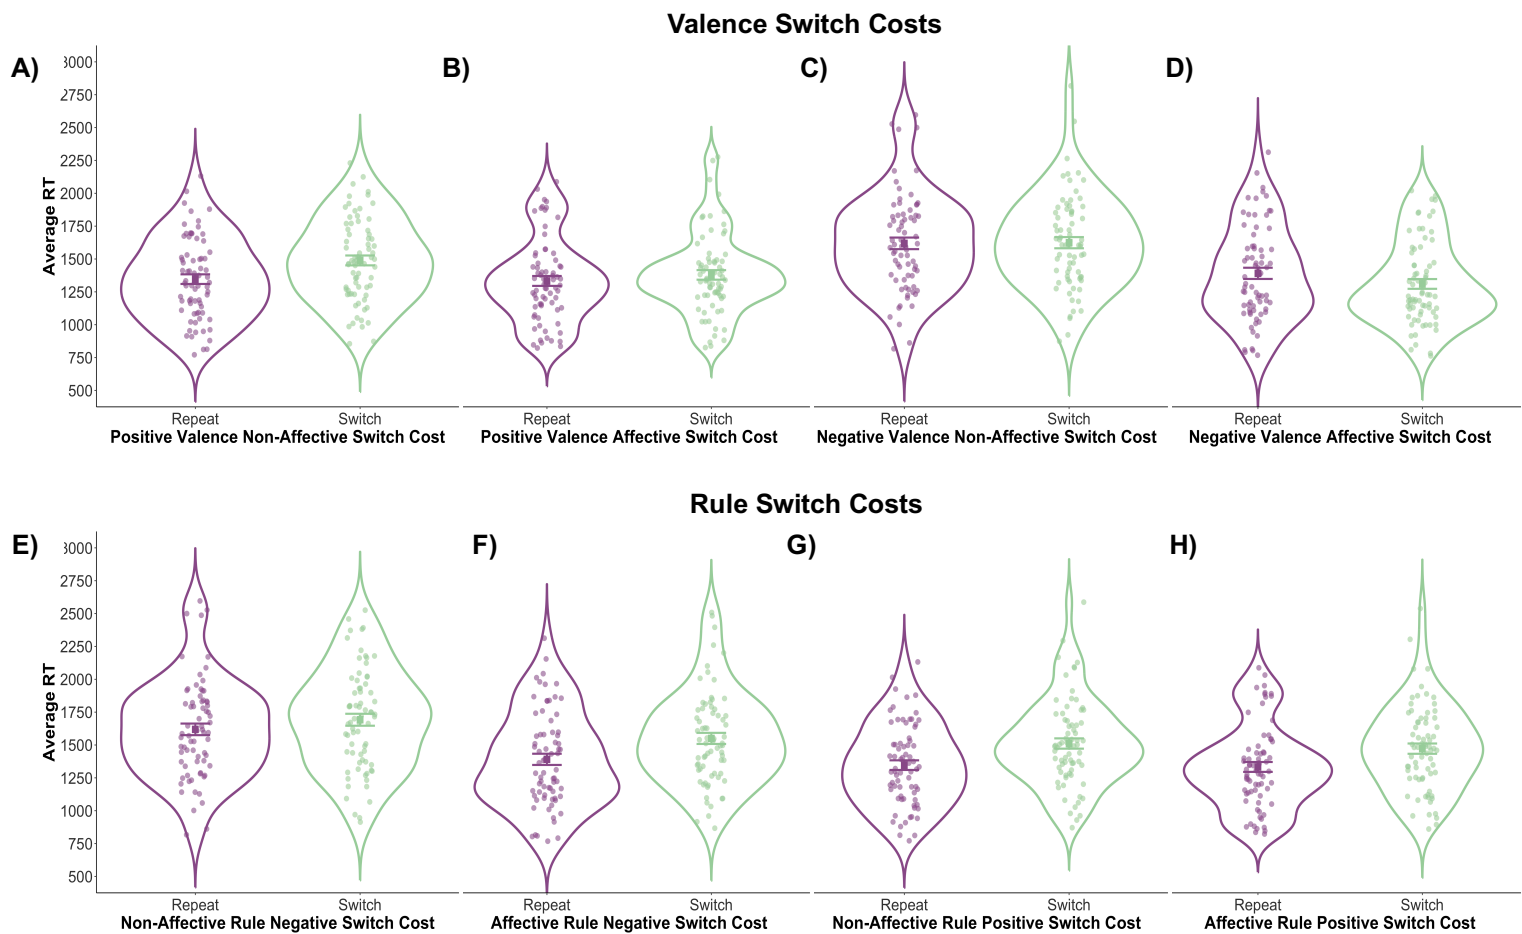 Valence Switch Costs
A)
B)
C)
D)
3000
2750
2500
2250
2000
1750
1500
1250
1000
750
500
Average RT
Repeat Switch Repeat Switch Repeat Switch Repeat Switch
Positive Valence Non-Affective Switch Cost Positive Valence Affective Switch Cost Negative Valence Non-Affective Switch Cost Negative Valence Affective Switch Cost
Rule Switch Costs
E)
F)
G)
H)
3000
2750
2500
2250
2000
1750
1500
1250
1000
750
500
Average RT
Repeat Switch Repeat Switch Repeat Switch Repeat Switch
Non-Affective Rule Negative Switch Cost Affective Rule Negative Switch Cost Non-Affective Rule Positive Switch Cost Affective Rule Positive Switch Cost